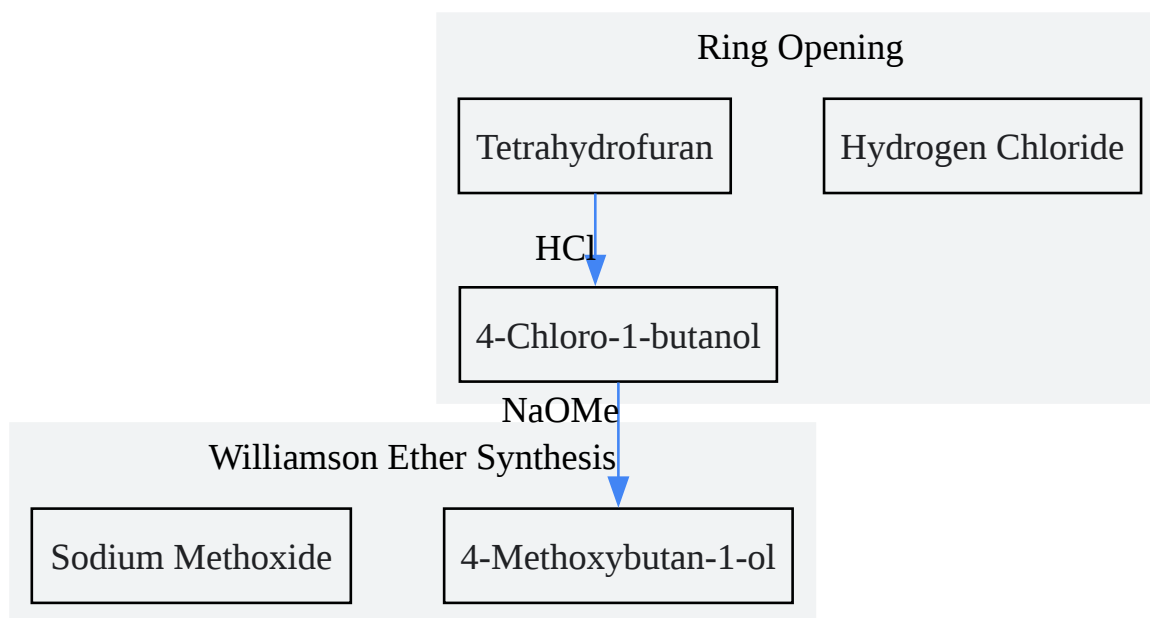 Ring Opening
Tetrahydrofuran
Hydrogen Chloride
HCl
4-Chloro-1-butanol
NaOMe
Williamson Ether Synthesis
Sodium Methoxide
4-Methoxybutan-1-ol